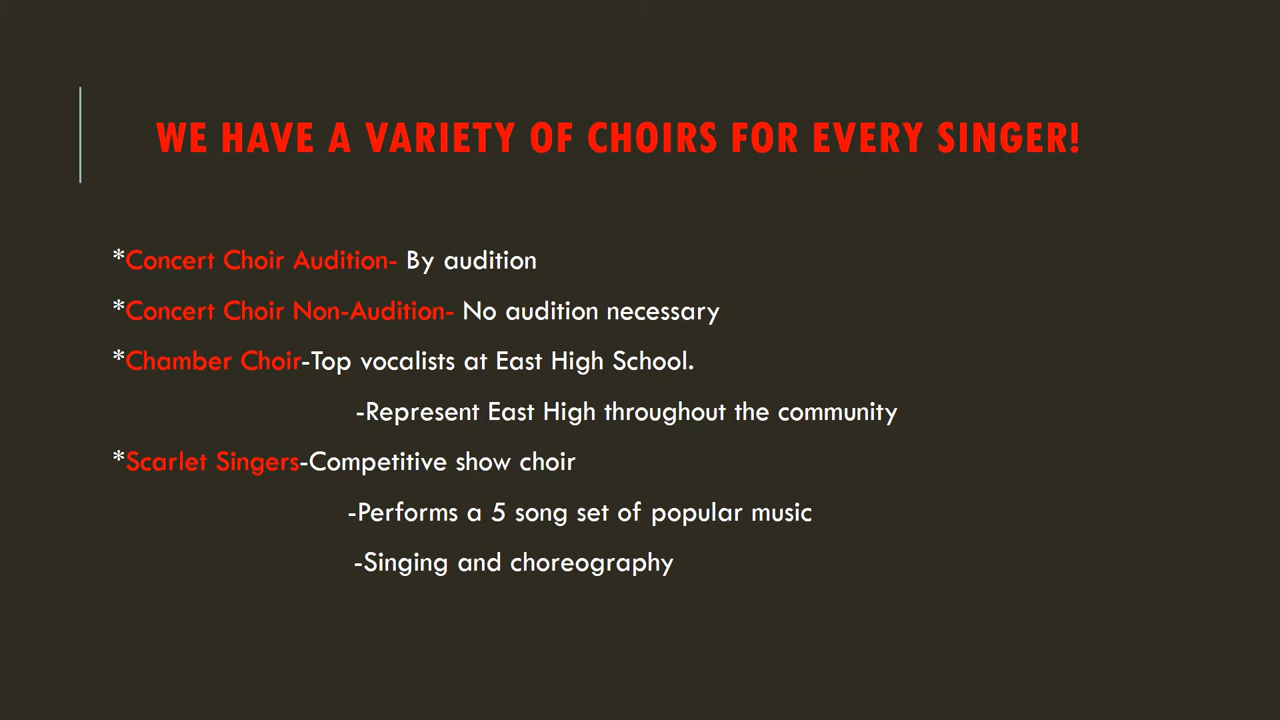 WE HAVE A VARIETY OF CHOIRS FOR EVERY SINGER!
*Concert Choir Audition- By audition
*Concert Choir Non-Audition- No audition necessary
*Chamber Choir-Top vocalists at East High School.
-Represent East High throughout the community
*Scarlet Singers-Competitive show choir
-Performs a 5 song set of popular music
-Singing and choreography